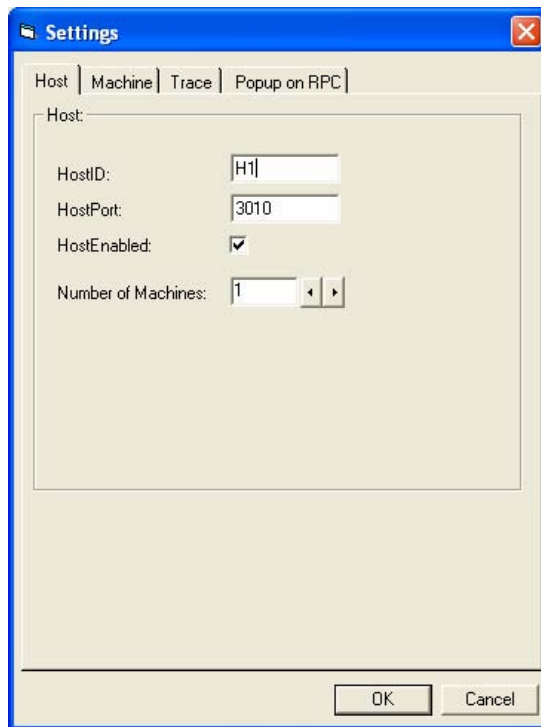 Settings
Host Machine Trace Popup on RPC
Host:
HostID: H1
HostPort: 3010
HostEnabled:
Number of Machines: 1
OK Cancel